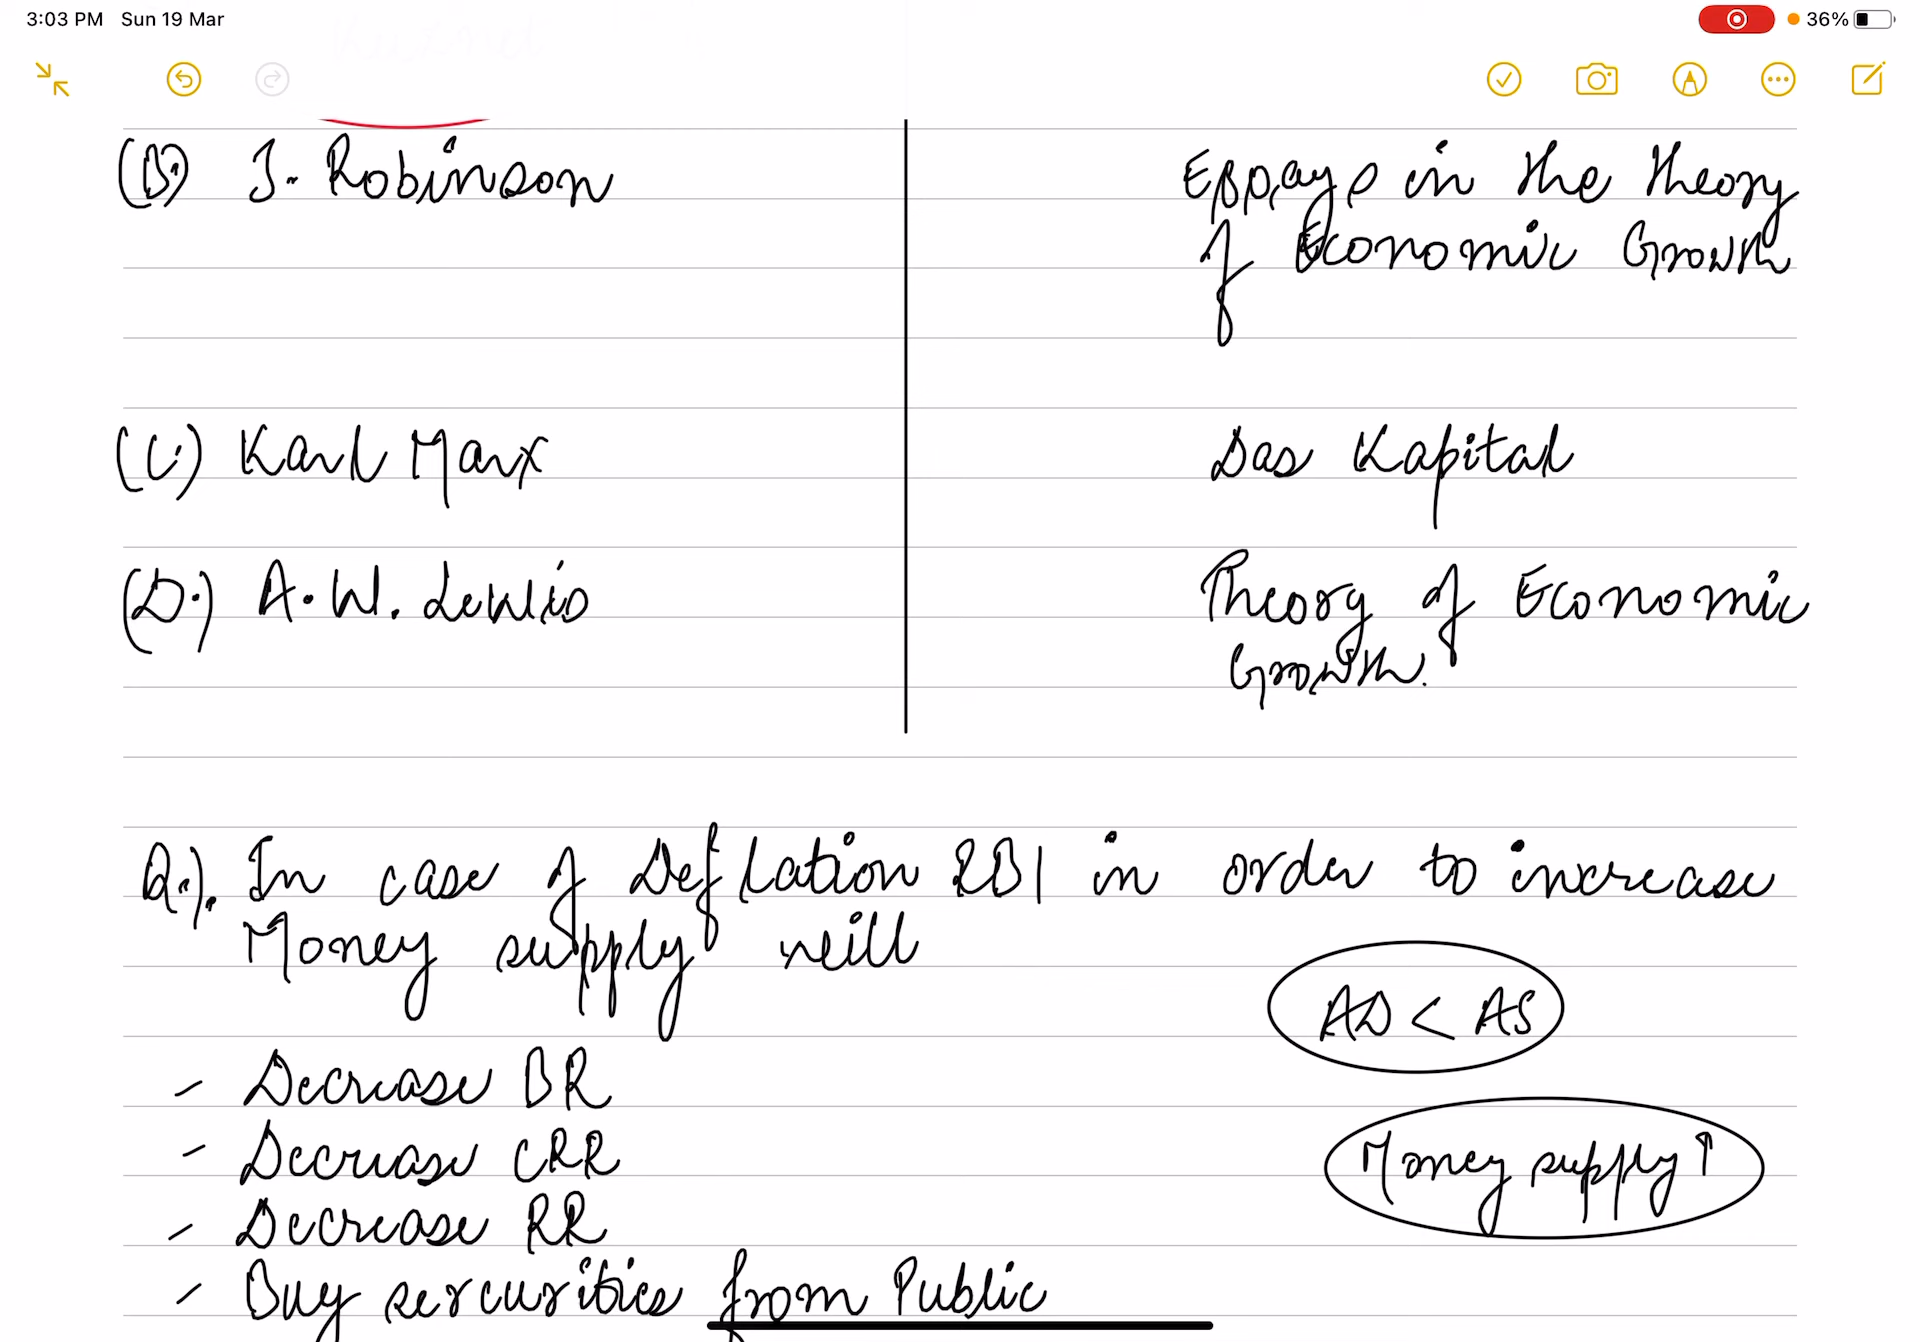 3:03 PM Sun 19 Mar 36%
(B.) J. Robinson Essays in the theory
of Economic Growth
(C.) Karl Marx Das Kapital
(D.) A. W. Lewis Theory of Economic
Growth.
Q.). In case of Deflation RBI in order to increase
Money supply will
AD < AS
- Decrease BR
- Decrease CRR Money supply ↑
- Decrease RR
- Buy sercurities from Public